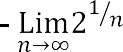 - Lim 2^{1/n}
n→∞